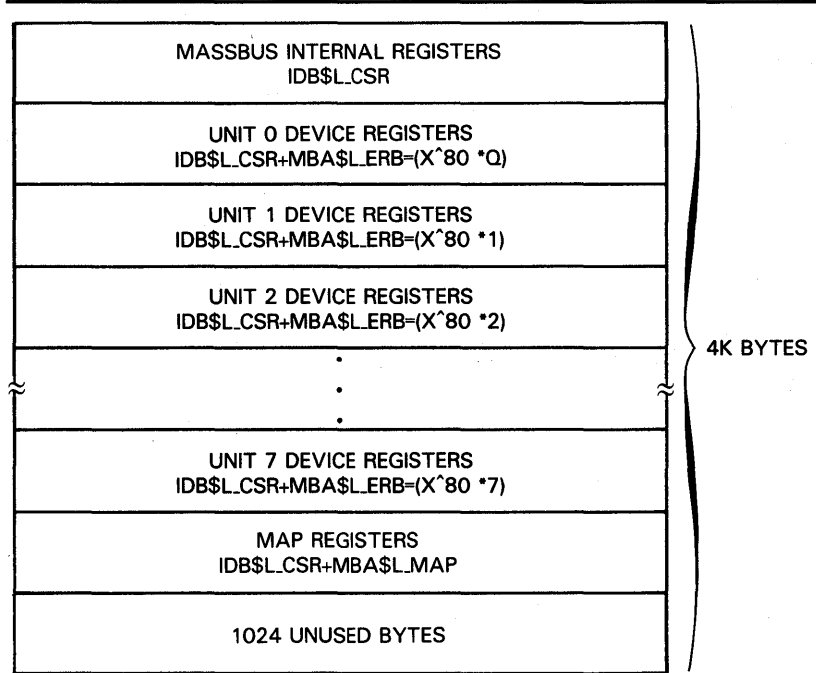 MASSBUS INTERNAL REGISTERS
IDB$L_CSR
UNIT 0 DEVICE REGISTERS
IDB$L_CSR+MBA$L_ERB=(X^80 *Q)
UNIT 1 DEVICE REGISTERS
IDB$L_CSR+MBA$L_ERB=(X^80 *1)
UNIT 2 DEVICE REGISTERS
IDB$L_CSR+MBA$L_ERB=(X^80 *2)
4K BYTES
UNIT 7 DEVICE REGISTERS
IDB$L_CSR+MBA$L_ERB=(X^80 *7)
MAP REGISTERS
IDB$L_CSR+MBA$L_MAP
1024 UNUSED BYTES